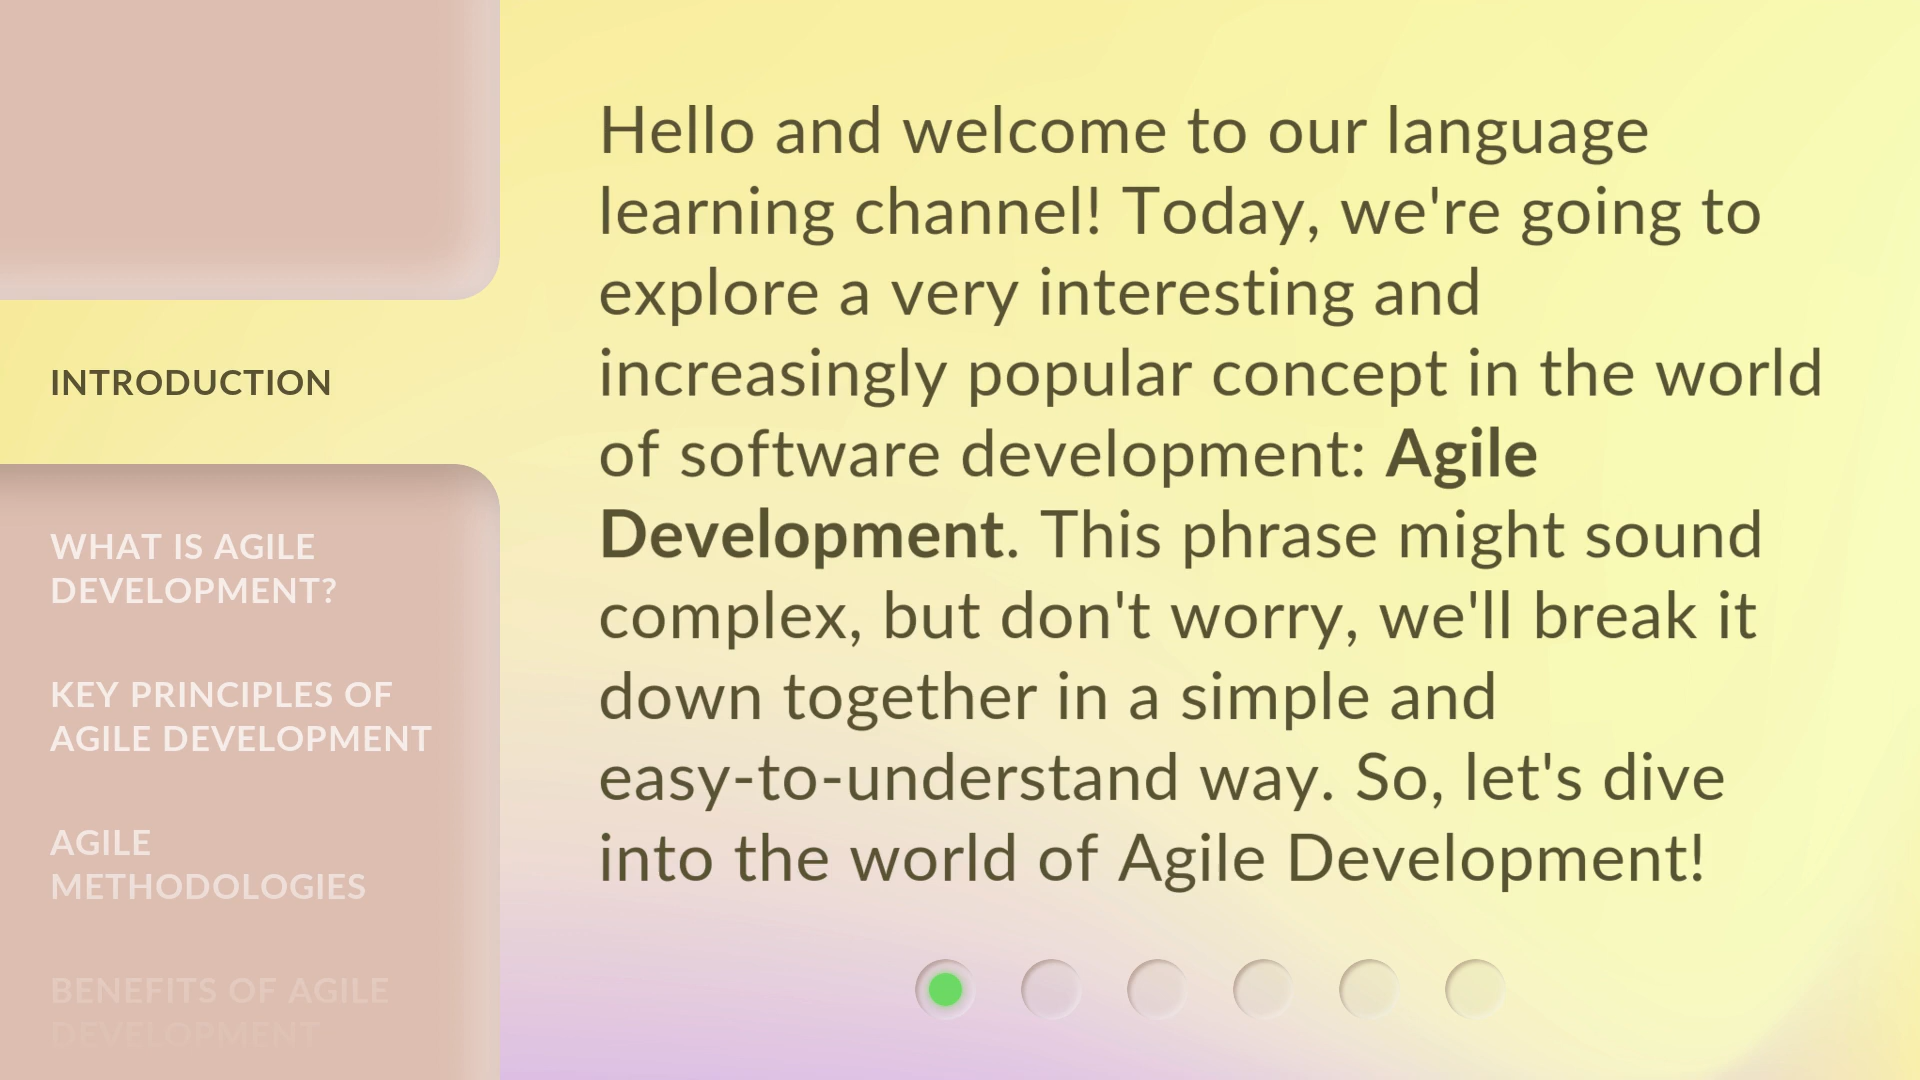 INTRODUCTION
WHAT IS AGILE
DEVELOPMENT?
KEY PRINCIPLES OF
AGILE DEVELOPMENT
AGILE
METHODOLOGIES
BENEFITS OF AGILE
DEVELOPMENT
Hello and welcome to our language
learning channel! Today, we're going to
explore a very interesting and
increasingly popular concept in the world
of software development: Agile
Development. This phrase might sound
complex, but don't worry, we'll break it
down together in a simple and
easy-to-understand way. So, let's dive
into the world of Agile Development!